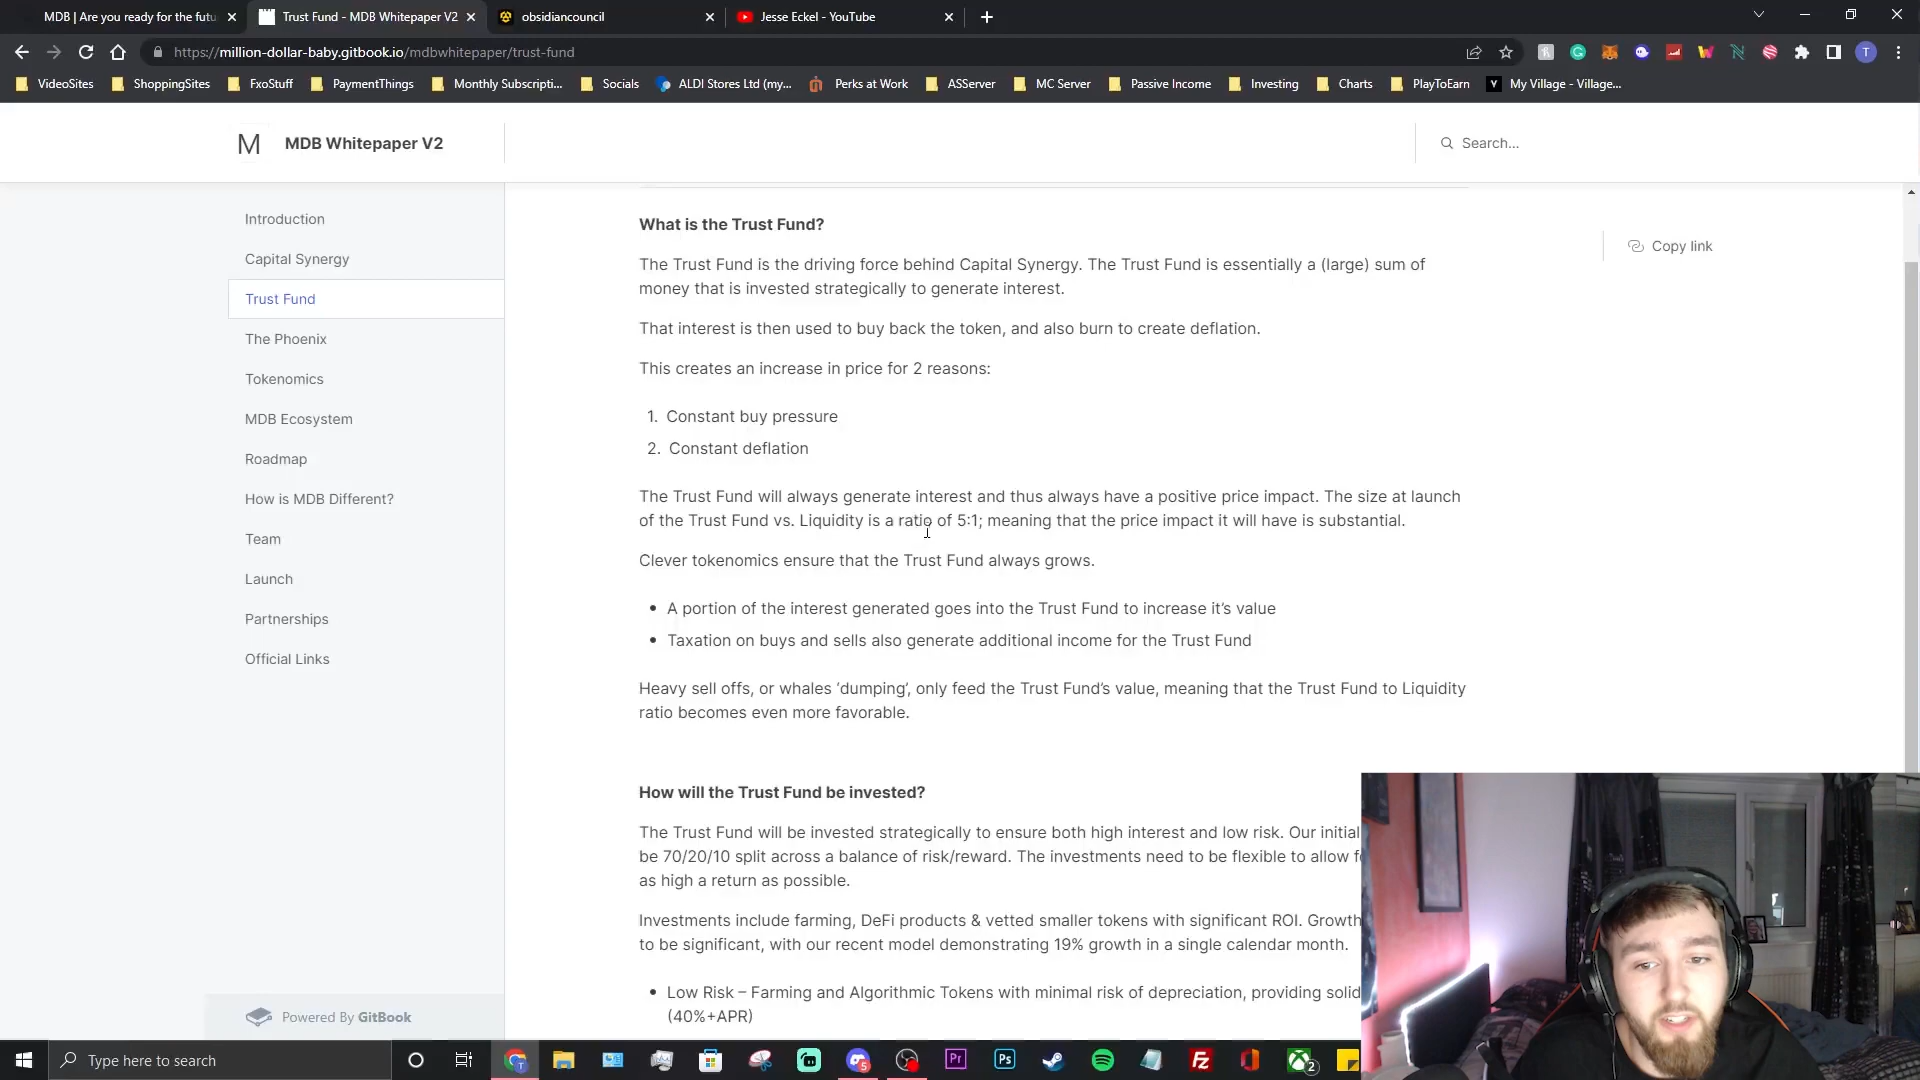 MDB | Are you ready for the futu
Trust Fund - MDB Whitepaper V2
obsidiancouncil
Jesse Eckel - YouTube
https://million-dollar-baby.gitbook.io/mdbwhitepaper/trust-fund
T
VideoSites
ShoppingSites
FxoStuff
PaymentThings
Monthly Subscripti...
Socials
ALDI Stores Ltd (my...
Perks at Work
ASServer
MC Server
Passive Income
Investing
Charts
PlayToEarn
My Village - Village...
M
MDB Whitepaper V2
Search...
Introduction
Capital Synergy
Trust Fund
The Phoenix
Tokenomics
MDB Ecosystem
Roadmap
How is MDB Different?
Team
Launch
Partnerships
Official Links
Powered By GitBook
Copy link
What is the Trust Fund?
The Trust Fund is the driving force behind Capital Synergy. The Trust Fund is essentially a (large) sum of
money that is invested strategically to generate interest.
That interest is then used to buy back the token, and also burn to create deflation.
This creates an increase in price for 2 reasons:
1. Constant buy pressure
2. Constant deflation
The Trust Fund will always generate interest and thus always have a positive price impact. The size at launch
of the Trust Fund vs. Liquidity is a ratio of 5:1; meaning that the price impact it will have is substantial.
Clever tokenomics ensure that the Trust Fund always grows.
• A portion of the interest generated goes into the Trust Fund to increase it's value
• Taxation on buys and sells also generate additional income for the Trust Fund
Heavy sell offs, or whales ‘dumping’, only feed the Trust Fund’s value, meaning that the Trust Fund to Liquidity
ratio becomes even more favorable.
How will the Trust Fund be invested?
The Trust Fund will be invested strategically to ensure both high interest and low risk. Our initial
be 70/20/10 split across a balance of risk/reward. The investments need to be flexible to allow f
as high a return as possible.
Investments include farming, DeFi products & vetted smaller tokens with significant ROI. Growth
to be significant, with our recent model demonstrating 19% growth in a single calendar month.
• Low Risk – Farming and Algorithmic Tokens with minimal risk of depreciation, providing solid
(40%+APR)
Type here to search
5
Pr
Ps
2